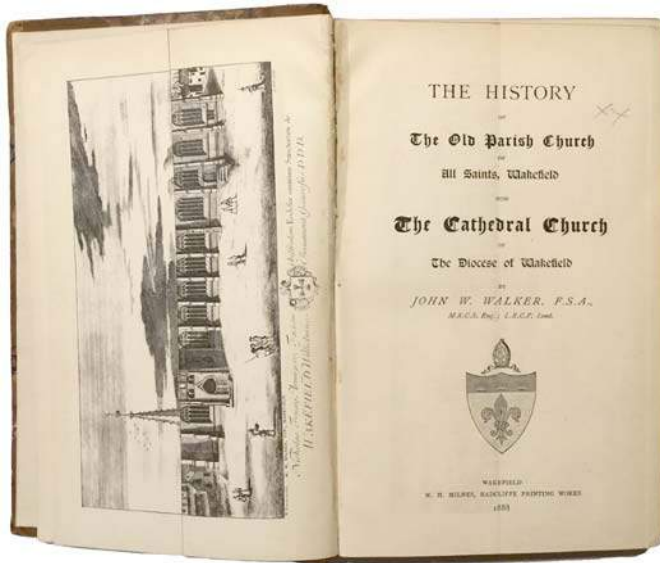 THE HISTORY
OF
The Old Parish Church
OF
All Saints, Wakefield
NOW
The Cathedral Church
OF
The Diocese of Wakefield
BY
JOHN W. WALKER, F.S.A.,
M.R.C.S. Eng.; L.R.C.P. Lond.
WAKEFIELD
W. H. MILNES, RADCLIFFE PRINTING WORKS
1888
WAKEFIELD